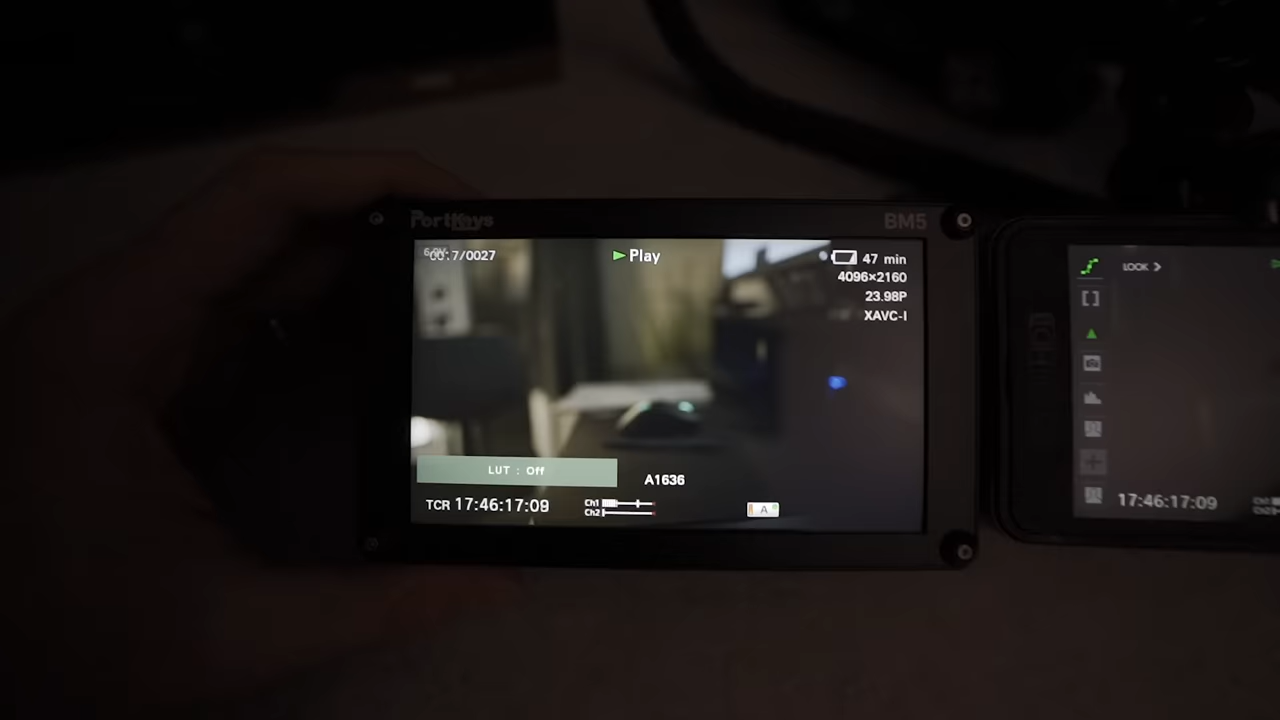 PortKeys
BM5
00:7/0027
Play
47 min
4096×2160
23.98P
XAVC-I
LUT : Off
A1636
TCR 17:46:17:09
Ch1
Ch2
A
LOOK >
17:46:17:09
Ch1